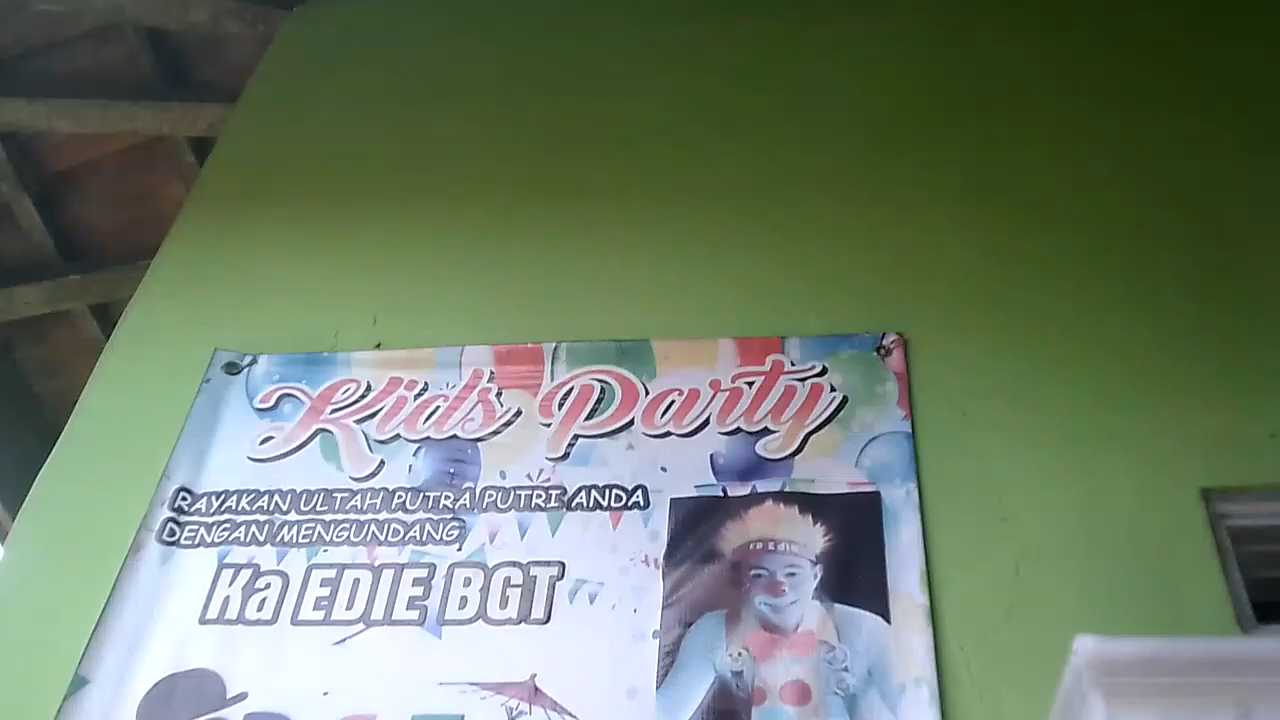 Kids Party
RAYAKAN ULTAH PUTRA PUTRI ANDA
DENGAN MENGUNDANG
Ka EDIE BGT